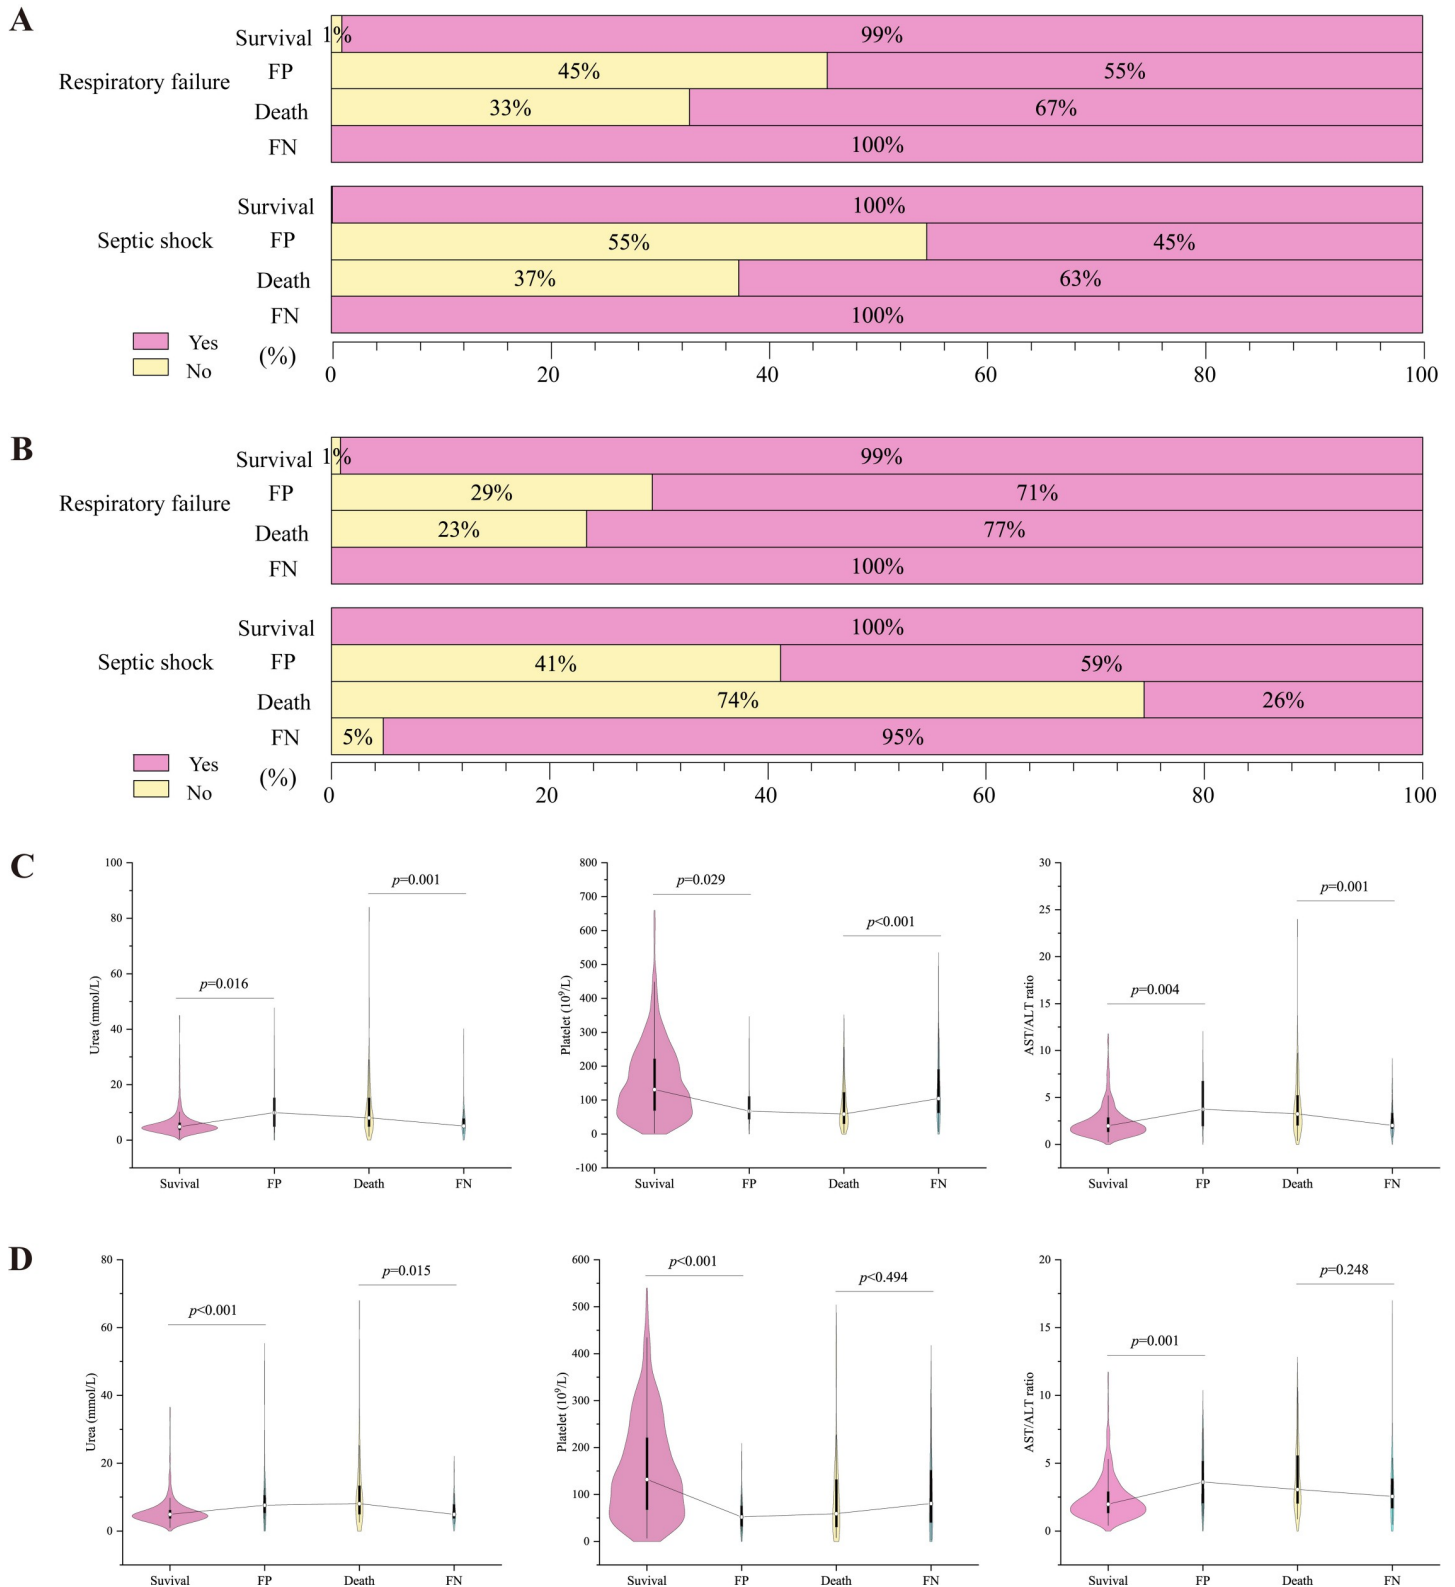 A
Respiratory failure
Survival 1% 99%
FP 45% 55%
Death 33% 67%
FN 100%
Septic shock
Survival 100%
FP 55% 45%
Death 37% 63%
FN 100%
Yes
No
(%)
0 20 40 60 80 100
B
Respiratory failure
Survival 1% 99%
FP 29% 71%
Death 23% 77%
FN 100%
Septic shock
Survival 100%
FP 41% 59%
Death 74% 26%
FN 5% 95%
Yes
No
(%)
0 20 40 60 80 100
C
Urea (mmol/L)
100
80
60
40
20
0
p=0.016
p=0.001
Suvival FP Death FN
Platelet (10⁹/L)
800
700
600
500
400
300
200
100
0
-100
p=0.029
p<0.001
Suvival FP Death FN
AST/ALT ratio
30
25
20
15
10
5
0
p=0.004
p=0.001
Suvival FP Death FN
D
Urea (mmol/L)
80
60
40
20
0
p<0.001
p=0.015
Suvival FP Death FN
Platelet (10⁹/L)
600
500
400
300
200
100
0
p<0.001
p<0.494
Suvival FP Death FN
AST/ALT ratio
20
15
10
5
0
p=0.001
p=0.248
Suvival FP Death FN